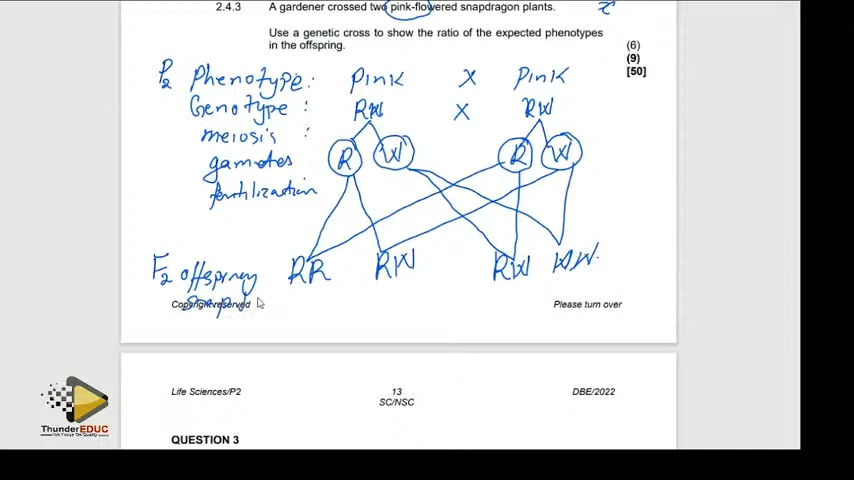 2.4.3 A gardener crossed two pink-flowered snapdragon plants.
Use a genetic cross to show the ratio of the expected phenotypes
in the offspring.
(6)
(9)
[50]
P2 Phenotype: Pink x Pink
Genotype : RW x RW
meiosis :
gametes R W R W
fertilization
F2 offspring RR RW RW WW
Copyright reserved Please turn over
Life Sciences/P2 13 DBE/2022
SC/NSC
QUESTION 3
ThunderEDUC